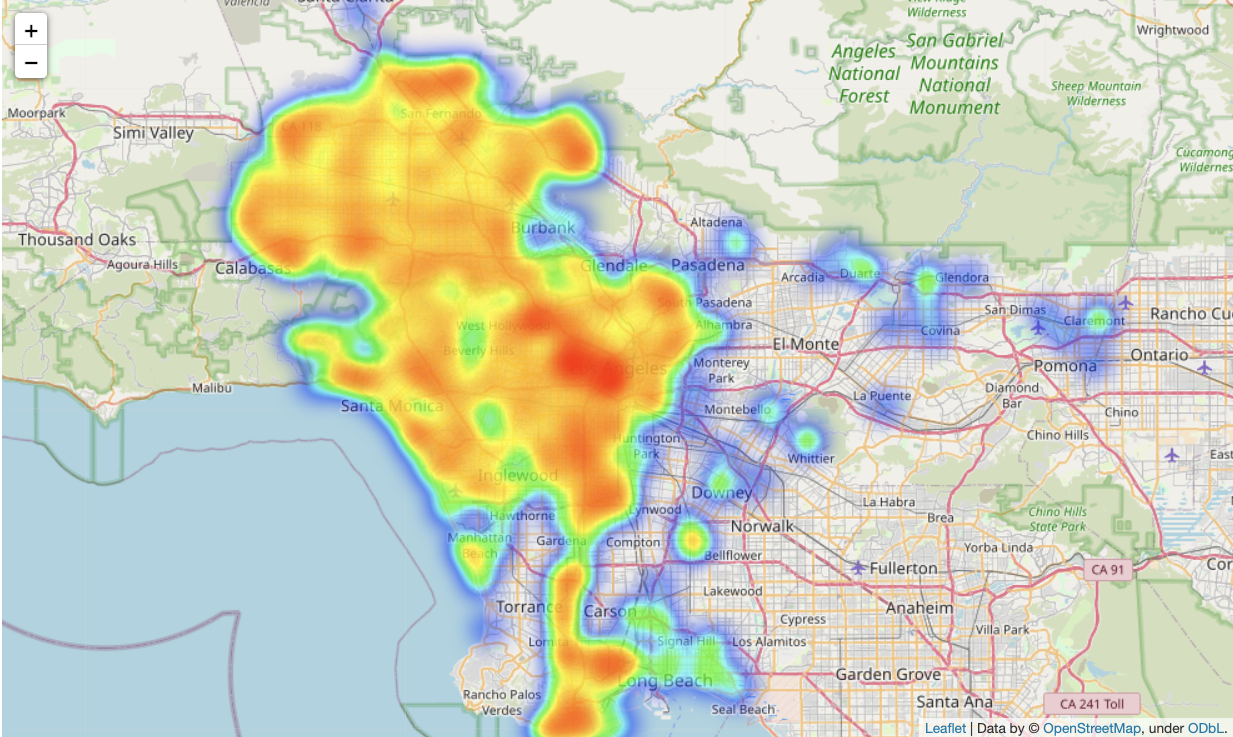 Santa Clarita
Valencia
+
−
View Ridge
Wilderness
Wrightwood
Angeles
National
Forest
San Gabriel
Mountains
National
Monument
Sheep Mountain
Wilderness
Moorpark
Simi Valley
CA 118
San Fernando
Cucamong
Wilderness
Thousand Oaks
Agoura Hills
Calabasas
Burbank
Altadena
Glendale
Pasadena
Arcadia
Duarte
Glendora
South Pasadena
San Dimas
Claremont
Rancho Cu
West Hollywood
Alhambra
Covina
Beverly Hills
El Monte
Monterey
Park
Los Angeles
Pomona
Ontario
Malibu
Santa Monica
Montebello
La Puente
Diamond
Bar
Chino
Huntington
Park
Whittier
Chino Hills
East
Inglewood
Downey
La Habra
Hawthorne
Lynwood
Brea
Chino Hills
State Park
Norwalk
Manhattan
Beach
Gardena
Compton
Bellflower
Yorba Linda
Fullerton
CA 91
Cor
Lakewood
Torrance
Carson
Cypress
Anaheim
Villa Park
Lomita
Signal Hill
Los Alamitos
Long Beach
Garden Grove
Rancho Palos
Verdes
Seal Beach
Santa Ana
CA 241 Toll
Leaflet | Data by © OpenStreetMap, under ODbL.